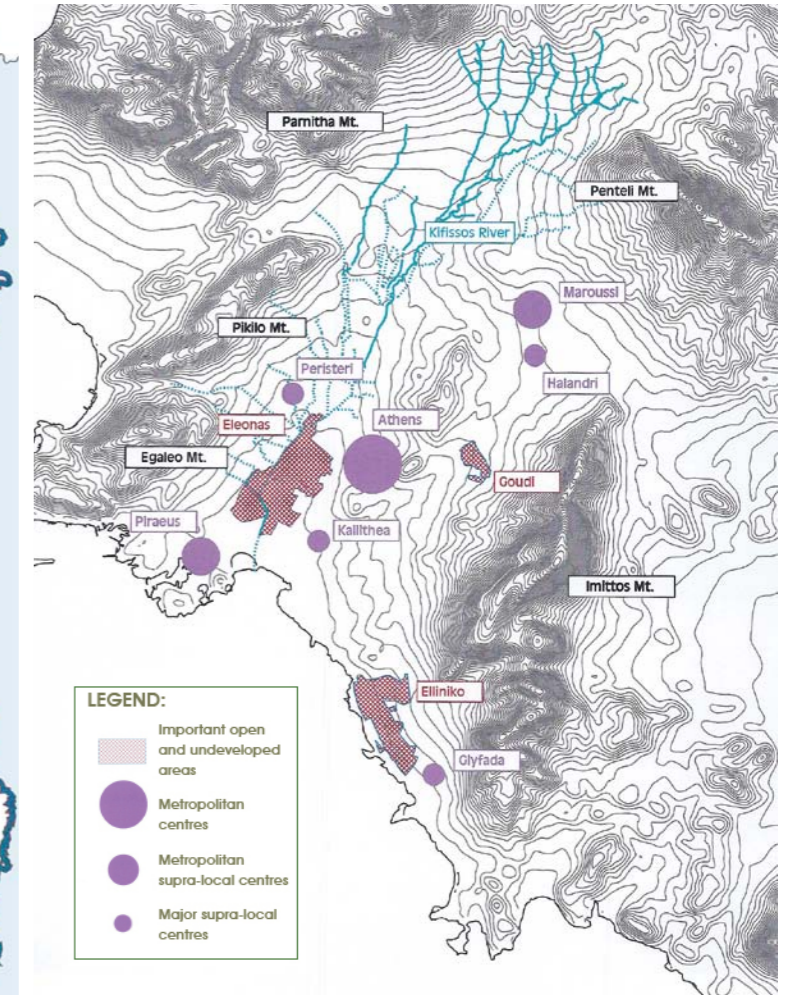 Parnitha Mt.
Penteli Mt.
Kifissos River
Maroussi
Pikilo Mt.
Peristeri
Halandri
Eleonas
Athens
Egaleo Mt.
Goudi
Piraeus
Kallithea
Imittos Mt.
Elliniko
Glyfada
LEGEND:
Important open
and undeveloped
areas
Metropolitan
centres
Metropolitan
supra-local centres
Major supra-local
centres